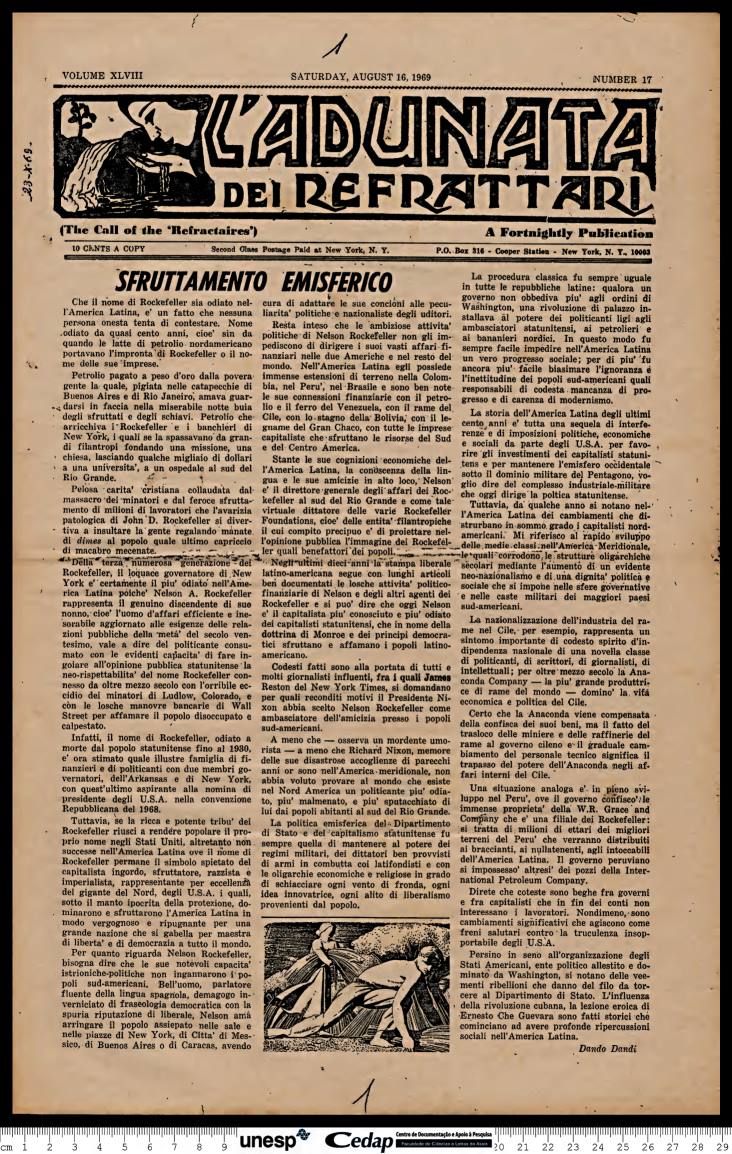 1
VOLUME XLVIII
SATURDAY, AUGUST 16, 1969
NUMBER 17
23-X-69-
L'ADUNATA
DEI REFRATTARI
(The Call of the 'Refractaires')
A Fortnightly Publication
10 CENTS A COPY
Second Class Postage Paid at New York, N. Y.
P.O. Box 316 - Cooper Station - New York, N. Y., 10003
SFRUTTAMENTO EMISFERICO
Che il nome di Rockefeller sia odiato nel-
l'America Latina, e' un fatto che nessuna
persona onesta tenta di contestare. Nome
odiato da quasi cento anni, cioe' sin da
quando le latte di petrolio nordamericano
portavano l'impronta di Rockefeller o il no-
me delle sue imprese.
Petrolio pagato a peso d'oro dalla povera
gente la quale, pigiata nelle catapecchie di
Buenos Aires e di Rio Janeiro, amava guar-
darsi in faccia nella miserabile notte buia
degli sfruttati e degli schiavi. Petrolio che
arricchiva i Rockefeller e i banchieri di
New York, i quali se la spassavano da gran-
di filantropi fondando una missione, una
chiesa, lasciando qualche migliaio di dollari
a una universita', a un ospedale al sud del
Rio Grande.
Pelosa carita' cristiana collaudata dal
massacro dei minatori e dal feroce sfrutta-
mento di milioni di lavoratori che l'avarizia
patologica di John D. Rockefeller si diver-
tiva a insultare la gente regalando minate
di dimes al popolo quale ultimo capriccio
di macabro mecenate.
Della terza numerosa generazione dei
Rockefeller, il loquace governatore di New
York e' certamente il piu' odiato nell'Ame-
rica Latina poiche' Nelson A. Rockefeller
rappresenta il genuino discendente di suo
nonno, cioe' l'uomo d'affari efficiente e ine-
sorabile aggiornato alle esigenze delle rela-
zioni pubbliche della meta' del secolo ven-
tesimo, vale a dire del politicante consu-
mato con le evidenti capacita' di fare in-
goiare all'opinione pubblica statunitense la
neo-rispettabilita' del nome Rockefeller con-
nesso da oltre mezzo secolo con l'orribile ec-
cidio dei minatori di Ludlow, Colorado, e
con le losche manovre bancarie di Wall
Street per affamare il popolo disoccupato e
calpestato.
Infatti, il nome di Rockefeller, odiato a
morte dal popolo statunitense fino al 1930,
e' ora stimato quale illustre famiglia di fi-
nanzieri e di politicanti con due membri go-
vernatori, dell'Arkansas e di New York,
con quest'ultimo aspirante alla nomina di
presidente degli U.S.A. nella convenzione
Repubblicana del 1968.
Tuttavia, se la ricca e potente tribu' dei
Rockefeller riusci a rendere popolare il pro-
prio nome negli Stati Uniti, altretanto non
successe nell'America Latina ove il nome di
Rockefeller permane il simbolo spietato del
capitalista ingordo, sfruttatore, razzista e
imperialista, rappresentante per eccellenza
del gigante del Nord, degli U.S.A. i quali,
sotto il manto ipocrita della protezione, do-
minarono e sfruttarono l'America Latina in
modo vergognoso e ripugnante per una
grande nazione che si gabella per maestra
di liberta' e di democrazia a tutto il mondo.
Per quanto riguarda Nelson Rockefeller,
bisogna dire che le sue notevoli capacita'
istrioniche-politiche non ingannarono i po-
poli sud-americani. Bell'uomo, parlatore
fluente della lingua spagnola, demagogo in-
verniciato di fraseologia democratica con la
spuria riputazione di liberale, Nelson ama
arringare il popolo assiepato nelle sale e
nelle piazze di New York, di Citta' di Mes-
sico, di Buenos Aires o di Caracas, avendo
cura di adattare le sue concioni alle pecu-
liarita' politiche e nazionaliste degli uditori.
Resta inteso che le ambiziose attivita'
politiche di Nelson Rockefeller non gli im-
pediscono di dirigere i suoi vasti affari fi-
nanziari nelle due Americhe e nel resto del
mondo. Nell'America Latina egli possiede
immense estensioni di terreno nella Colom-
bia, nel Peru', nel Brasile e sono ben note
le sue connessioni finanziarie con il petro-
lio e il ferro del Venezuela, con il rame del
Cile, con lo stagno della Bolivia, con il le-
gname del Gran Chaco, con tutte le imprese
capitaliste che sfruttano le risorse del Sud
e del Centro America.
Stante le sue cognizioni economiche del-
l'America Latina, la conoscenza della lin-
gua e le sue amicizie in alto loco, Nelson
e' il direttore generale degli affari dei Roc-
kefeller al sud del Rio Grande e come tale
virtuale dittatore delle varie Rockefeller
Foundations, cioe' delle entita' filantropiche
il cui compito precipuo e' di proiettare nel-
l'opinione pubblica l'immagine dei Rockefel-
ler quali benefattori dei popoli.
Negli ultimi dieci anni la stampa liberale
latino-americana segue con lunghi articoli
ben documentati le losche attivita' politico-
finanziarie di Nelson e degli altri agenti dei
Rockefeller e si puo' dire che oggi Nelson
e' il capitalista piu' conosciuto e piu' odiato
dei capitalisti statunitensi, che in nome della
dottrina di Monroe e dei principi democra-
tici sfruttano e affamano i popoli latino-
americano.
Codesti fatti sono alla portata di tutti e
molti giornalisti influenti, fra i quali James
Reston del New York Times, si domandano
per quali reconditi motivi il Presidente Ni-
xon abbia scelto Nelson Rockefeller come
ambasciatore dell'amicizia presso i popoli
sud-americani.
A meno che — osserva un mordente umo-
rista — a meno che Richard Nixon, memore
delle sue disastrose accoglienze di parecchi
anni or sono nell'America meridionale, non
abbia voluto provare al mondo che esiste
nel Nord America un politicante piu' odia-
to, piu' malmenato, e piu' sputacchiato di
lui dai popoli abitanti al sud del Rio Grande.
La politica emisferica del Dipartimento
di Stato e del capitalismo statunitense fu
sempre quella di mantenere al potere dei
regimi militari, dei dittatori ben provvisti
di armi in combutta coi latifondisti e con
le oligarchie economiche e religiose in grado
di schiacciare ogni vento di fronda, ogni
idea innovatrice, ogni alito di liberalismo
provenienti dal popolo.
La procedura classica fu sempre uguale
in tutte le repubbliche latine: qualora un
governo non obbediva piu' agli ordini di
Washington, una rivoluzione di palazzo in-
stallava al potere dei politicanti ligi agli
ambasciatori statunitensi, ai petrolieri e
ai bananieri nordici. In questo modo fu
sempre facile impedire nell'America Latina
un vero progresso sociale; per di piu' fu
ancora piu' facile biasimare l'ignoranza e
l'inettitudine dei popoli sud-americani quali
responsabili di codesta mancanza di pro-
gresso e di carenza di modernismo.
La storia dell'America Latina degli ultimi
cento anni e' tutta una sequela di interfe-
renze e di imposizioni politiche, economiche
e sociali da parte degli U.S.A. per favo-
rire gli investimenti dei capitalisti statuni-
tens e per mantenere l'emisfero occidentale
sotto il dominio militare del Pentagono, vo-
glio dire del complesso industriale-militare
che oggi dirige la poltica statunitense.
Tuttavia, da qualche anno si notano nel-
l'America Latina dei cambiamenti che di-
sturbano in sommo grado i capitalisti nord-
americani. Mi riferisco al rapido sviluppo
delle medie classi nell'America Meridionale,
le quali corrodono le strutture oligarchiche
secolari mediante l'aumento di un evidente
neo-nazionalismo e di una dignita' politica e
sociale che si impone nelle sfere governative
e nelle caste militari dei maggiori paesi
sud-americani.
La nazionalizzazione dell'industria del ra-
me nel Cile, per esempio, rappresenta un
sintomo importante di codesto spirito d'in-
dipendenza nazionale di una novella classe
di politicanti, di scrittori, di giornalisti, di
intellettuali; per oltre mezzo secolo la Ana-
conda Company — la piu' grande produttri-
ce di rame del mondo — domino' la vita
economica e politica del Cile.
Certo che la Anaconda viene compensata
della confisca dei suoi beni, ma il fatto del
trasloco delle miniere e delle raffinerie del
rame al governo cileno e il graduale cam-
biamento del personale tecnico significa il
trapasso del potere dell'Anaconda negli af-
fari interni del Cile.
Una situazione analoga e' in pieno svi-
luppo nel Peru', ove il governo confisco' le
immense proprieta' della W.R. Grace and
Company che e' una filiale dei Rockefeller:
si tratta di milioni di ettari dei migliori
terreni del Peru' che verranno distribuiti
ai braccianti, ai nullatenenti, agli intoccabili
dell'America Latina. Il governo peruviano
si impossesso' altresi' dei pozzi della Inter-
national Petroleum Company.
Direte che coteste sono beghe fra governi
e fra capitalisti che in fin dei conti non
interessano i lavoratori. Nondimeno, sono
cambiamenti significativi che agiscono come
freni salutari contro la truculenza insop-
portabile degli U.S.A.
Persino in seno all'organizzazione degli
Stati Americani, ente politico allestito e do-
minato da Washington, si notano delle vee-
menti ribellioni che danno del filo da tor-
cere al Dipartimento di Stato. L'influenza
della rivoluzione cubana, la lezione eroica di
Ernesto Che Guevara sono fatti storici che
cominciano ad avere profonde ripercussioni
sociali nell'America Latina.
Dando Dandi
1
cm 1 2 3 4 5 6 7 8 9
unesp
Cedap
Centro de Documentação e Apoio à Pesquisa
Faculdade de Ciências e Letras de Assis
20 21 22 23 24 25 26 27 28 29